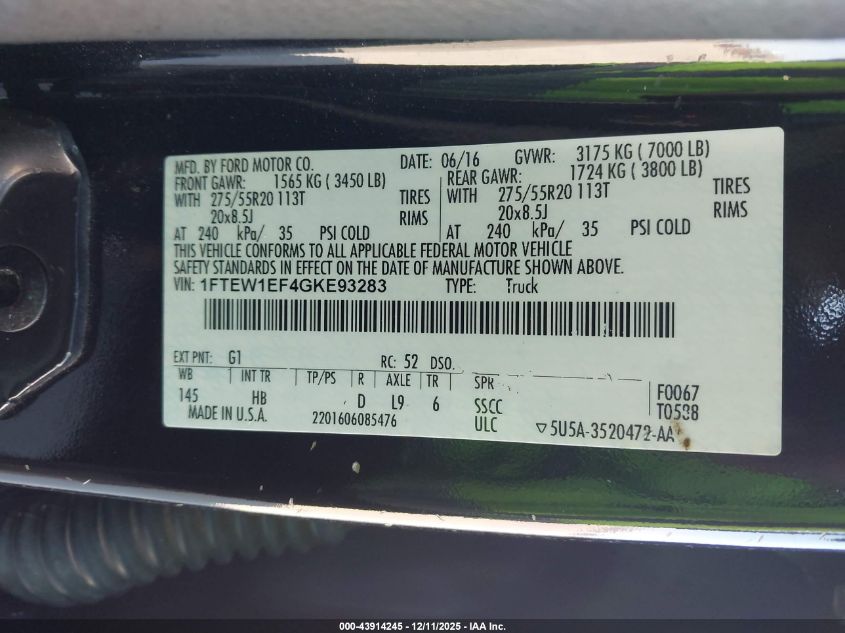 MFD. BY FORD MOTOR CO. DATE: 06/16 GVWR: 3175 KG ( 7000 LB)
FRONT GAWR: 1565 KG ( 3450 LB) REAR GAWR: 1724 KG ( 3800 LB)
WITH 275/55R20 113T TIRES WITH 275/55R20 113T TIRES
20x8.5J RIMS 20x8.5J RIMS
AT 240 kPa/ 35 PSI COLD AT 240 kPa/ 35 PSI COLD
THIS VEHICLE CONFORMS TO ALL APPLICABLE FEDERAL MOTOR VEHICLE
SAFETY STANDARDS IN EFFECT ON THE DATE OF MANUFACTURE SHOWN ABOVE.
VIN: 1FTEW1EF4GKE93283 TYPE: Truck
EXT PNT: G1 RC: 52 DSO:
WB INT TR TP/PS R AXLE TR SPR F0067
145 HB D L9 6 SSCC T0538
MADE IN U.S.A. 2201606085476 ULC ▽5U5A-3520472-AA
000-43914245 - 12/11/2025 - IAA Inc.